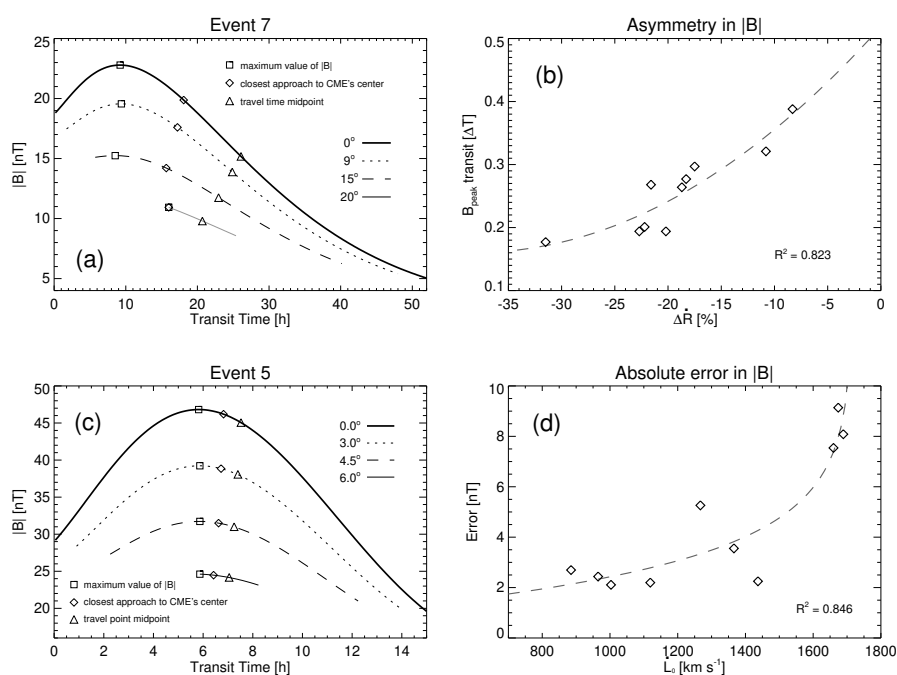 Event 7
25
20
15
10
5
|B| [nT]
□ maximum value of |B|
◇ closest approach to CME's center
△ travel time midpoint
0°
9°
15°
20°
(a)
0 10 20 30 40 50
Transit Time [h]
Asymmetry in |B|
0.5
0.4
0.3
0.2
0.1
B_peak transit [ΔT]
(b)
R² = 0.823
-35 -30 -25 -20 -15 -10 -5 0
ΔṘ [%]
Event 5
50
45
40
35
30
25
20
|B| [nT]
(c)
0.0°
3.0°
4.5°
6.0°
□ maximum value of |B|
◇ closest approach to CME's center
△ travel point midpoint
0 2 4 6 8 10 12 14
Transit Time [h]
Absolute error in |B|
10
8
6
4
2
0
Error [nT]
(d)
R² = 0.846
800 1000 1200 1400 1600 1800
L̇₀ [km s⁻¹]